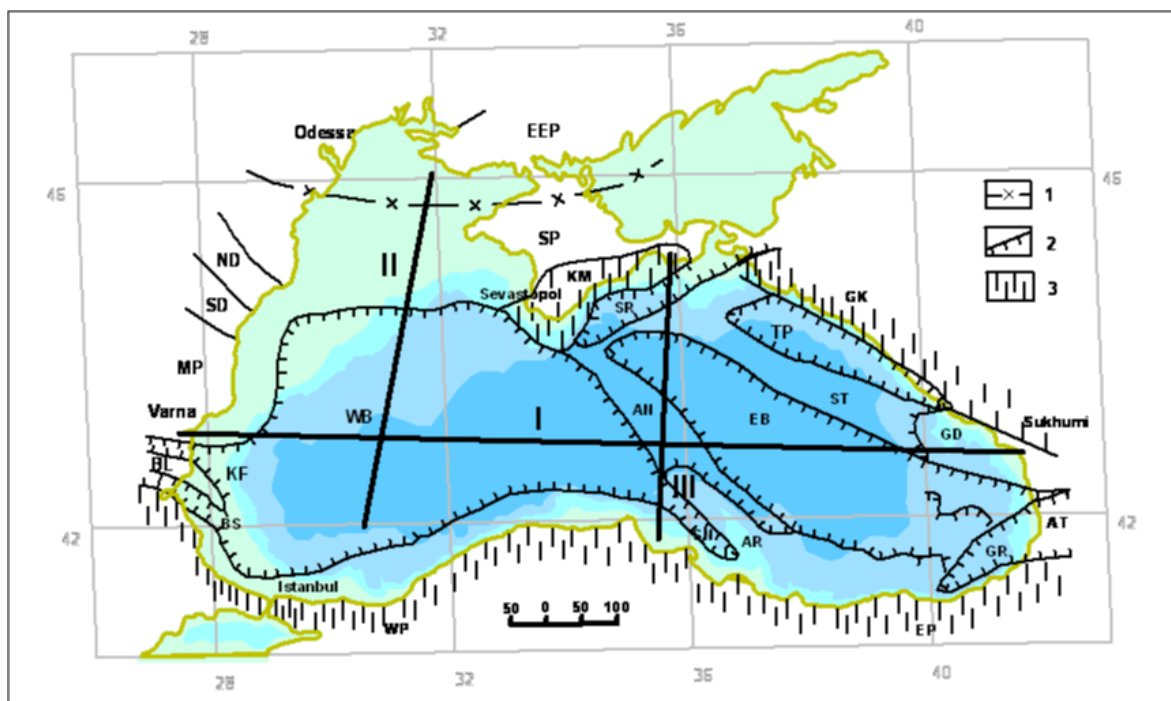 28 32 36 40
Odessa EEP
46 46
1
ND II SP 2
KM
SD Sevastopol SR GK 3
TP
MP
Varna WB I AN EB ST Sukhumi
GD
BL KF III
BS AR AT
42 42
GR
Istanbul
50 0 50 100
WP EP
28 32 36 40